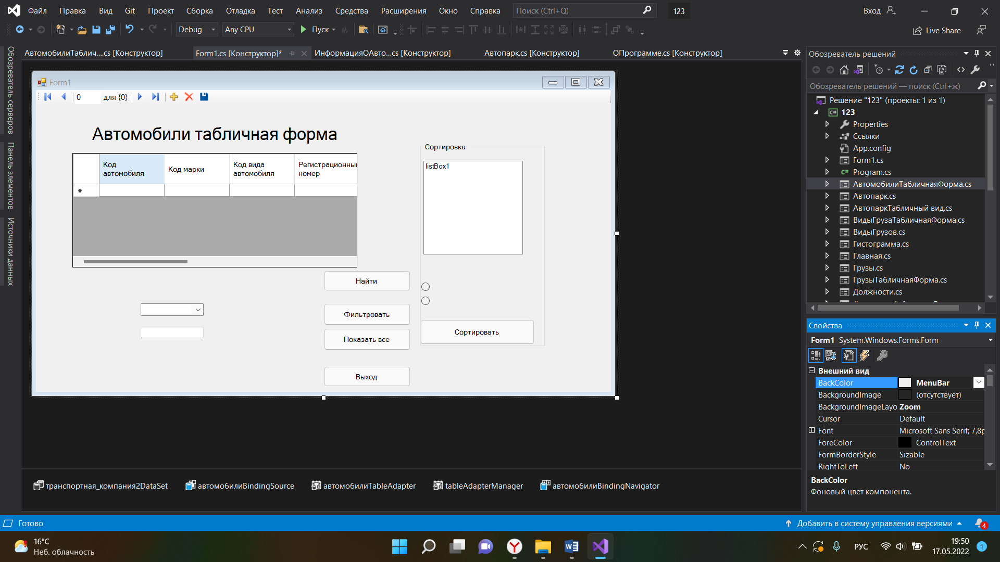 Файл Правка Вид Git Проект Сборка Отладка Тест Анализ Средства Расширения Окно Справка Поиск (Ctrl+Q) 123 Вход
Debug Any CPU Пуск Live Share
Обозреватель серверов
Панель элементов
Источники данных
АвтомобилиТаблич....cs [Конструктор] Form1.cs [Конструктор]* ИнформацияОАвто...cs [Конструктор] Автопарк.cs [Конструктор] ОПрограмме.cs [Конструктор]
Form1
0 для {0}
Автомобили табличная форма
Код автомобиля
Код марки
Код вида автомобиля
Регистрационны номер
*
Сортировка
listBox1
Найти
Фильтровать
Показать все
Сортировать
Выход
транспортная_компания2DataSet автомобилиBindingSource автомобилиTableAdapter tableAdapterManager автомобилиBindingNavigator
Обозреватель решений
Обозреватель решений — поиск (Ctrl+ж)
Решение "123" (проекты: 1 из 1)
C# 123
Properties
Ссылки
App.config
Form1.cs
C# Program.cs
АвтомобилиТабличнаяФорма.cs
Автопарк.cs
АвтопаркТабличный вид.cs
ВидыГрузаТабличнаяФорма.cs
ВидыГрузов.cs
Гистограмма.cs
Главная.cs
Грузы.cs
ГрузыТабличнаяФорма.cs
Должности.cs
Свойства
Form1 System.Windows.Forms.Form
Внешний вид
BackColor MenuBar
BackgroundImage (отсутствует)
BackgroundImageLayo Zoom
Cursor Default
Font Microsoft Sans Serif; 7,8p
ForeColor ControlText
FormBorderStyle Sizable
RightToLeft No
BackColor
Фоновый цвет компонента.
Готово Добавить в систему управления версиями 4
16°C
Неб. облачность
РУС
19:50
17.05.2022
1